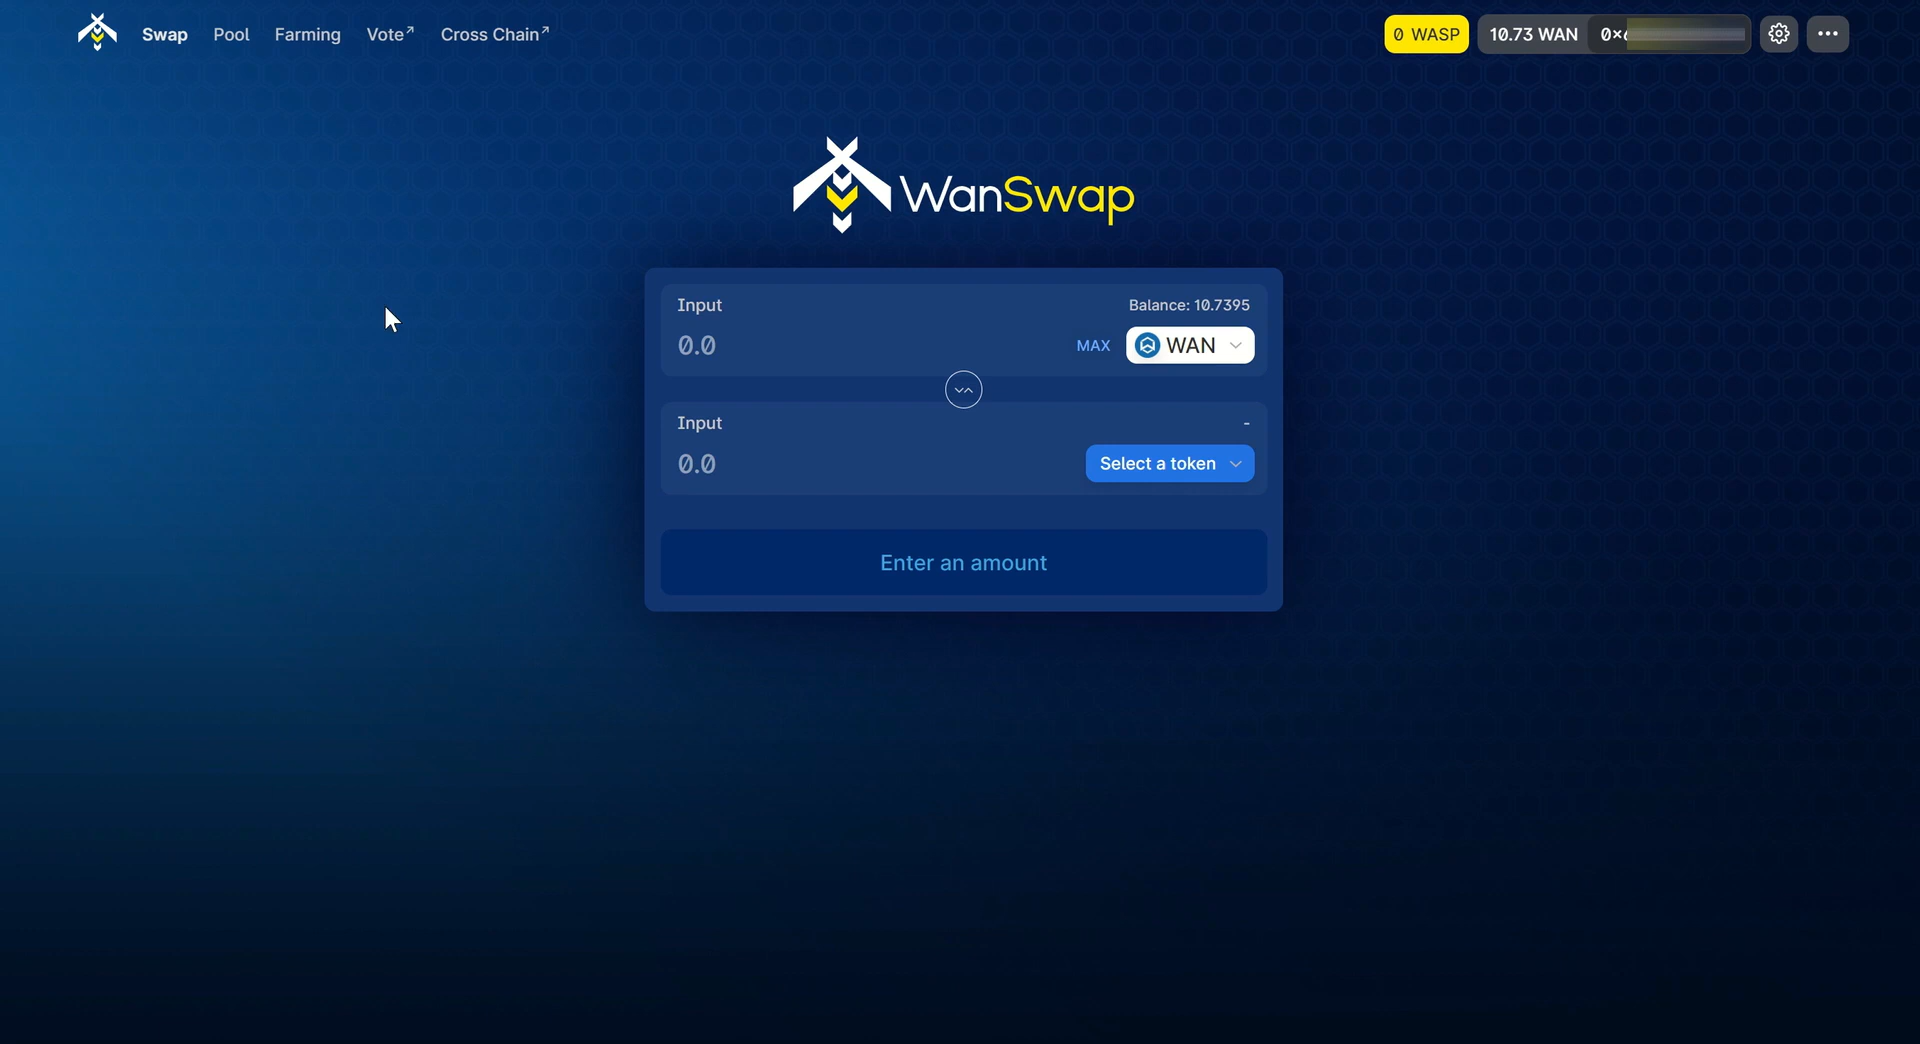 Swap Pool Farming Vote↗ Cross Chain↗ 0 WASP 10.73 WAN 0x
WanSwap
Input Balance: 10.7395
0.0 MAX WAN
Input -
0.0 Select a token
Enter an amount